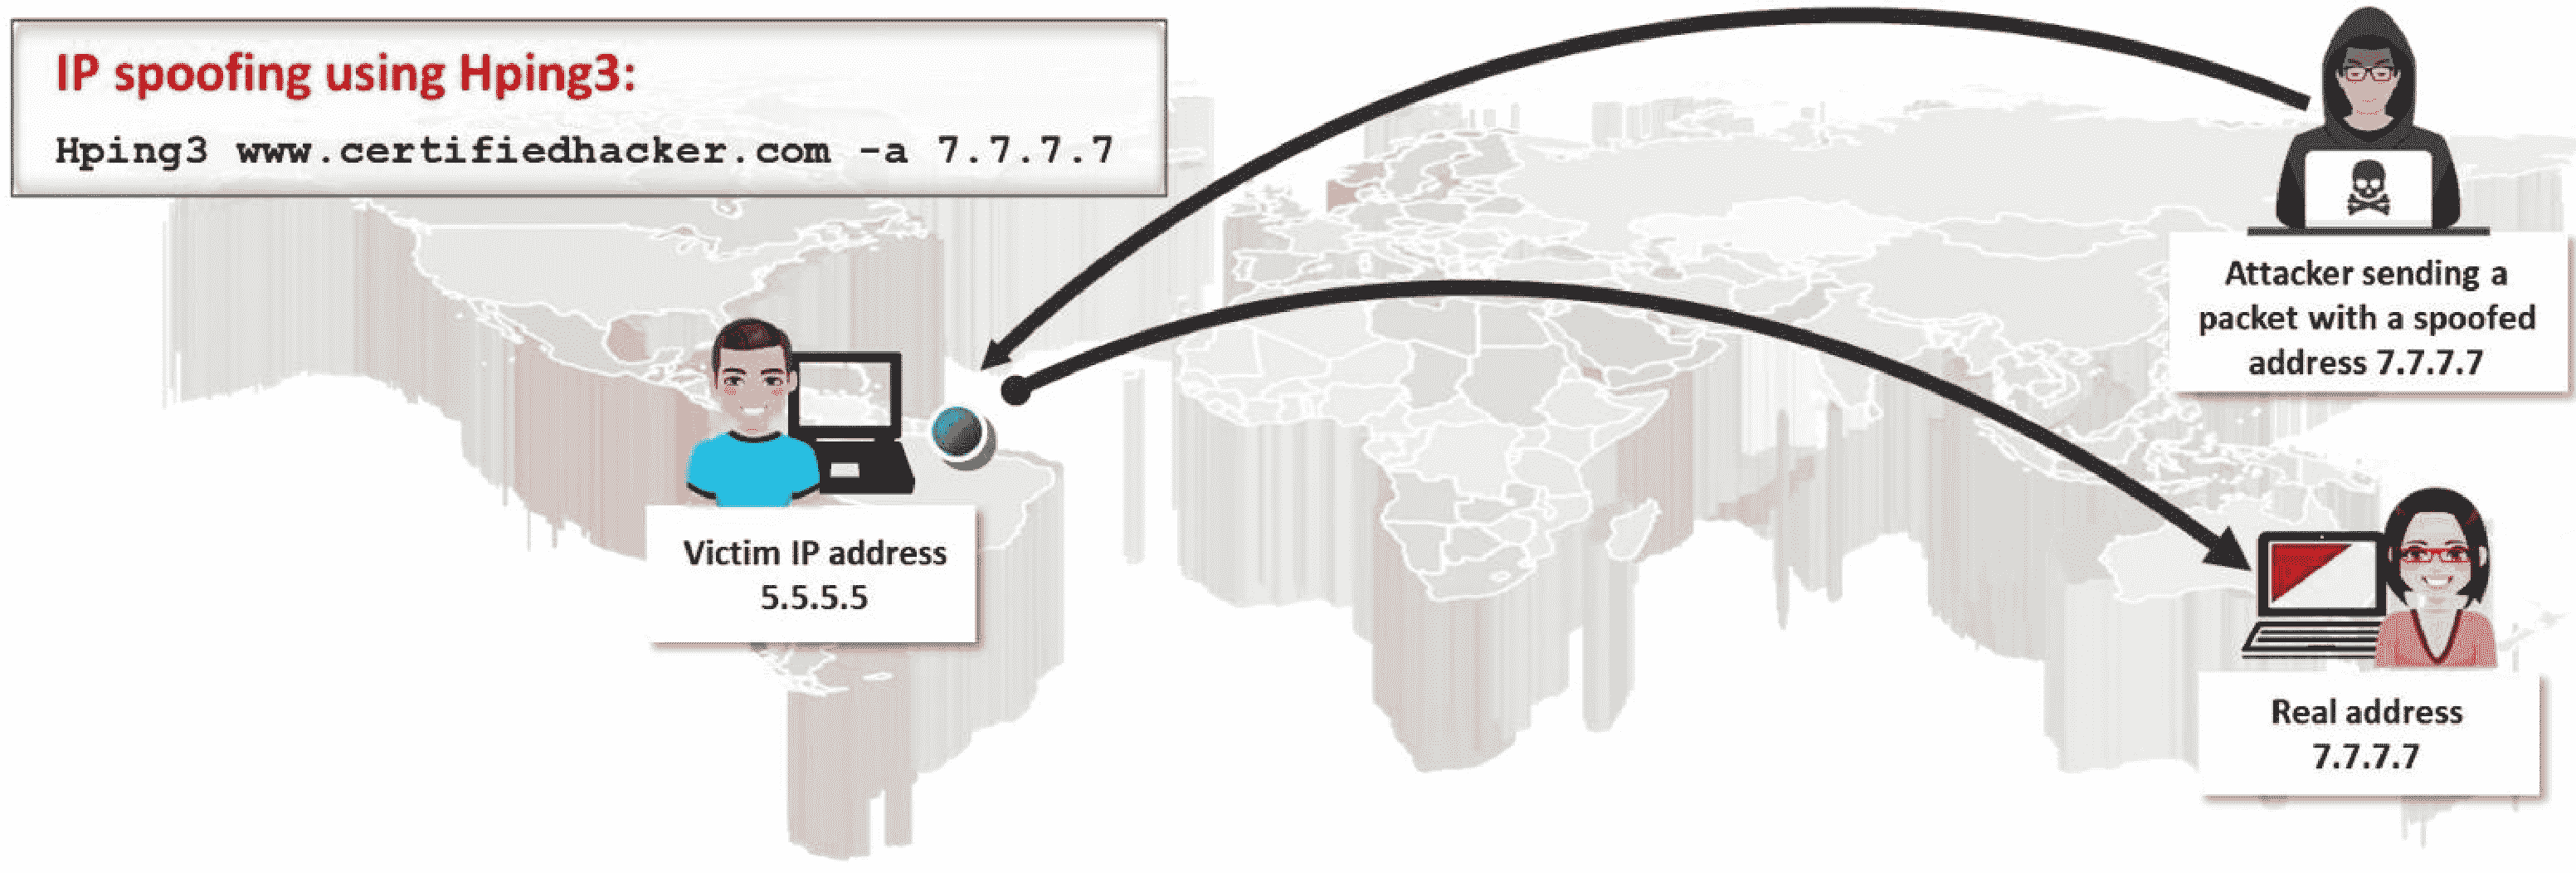 IP spoofing using Hping3:
Hping3 www.certifiedhacker.com -a 7.7.7.7
Attacker sending a
packet with a spoofed
address 7.7.7.7
Victim IP address
5.5.5.5
Real address
7.7.7.7